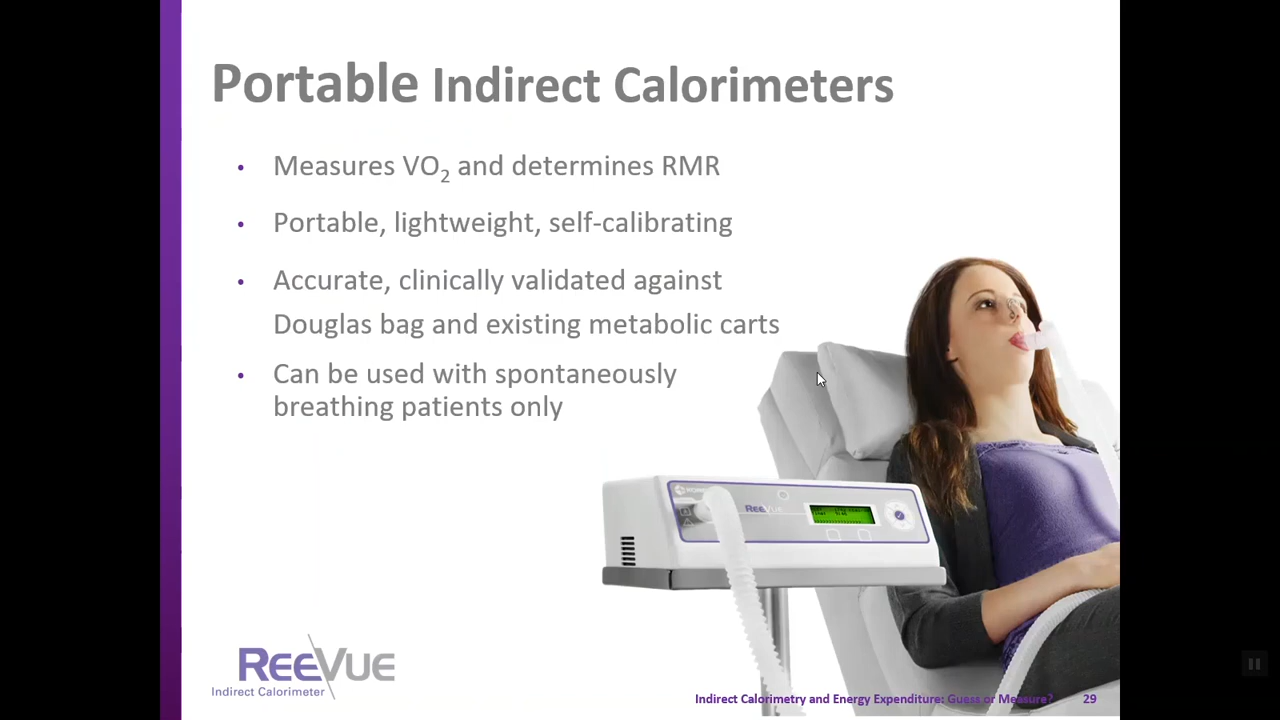 Portable Indirect Calorimeters
• Measures VO₂ and determines RMR
• Portable, lightweight, self-calibrating
• Accurate, clinically validated against
Douglas bag and existing metabolic carts
• Can be used with spontaneously
breathing patients only
ReeVue
REEVUE
Indirect Calorimeter
Indirect Calorimetry and Energy Expenditure: Guess or Measure? 29